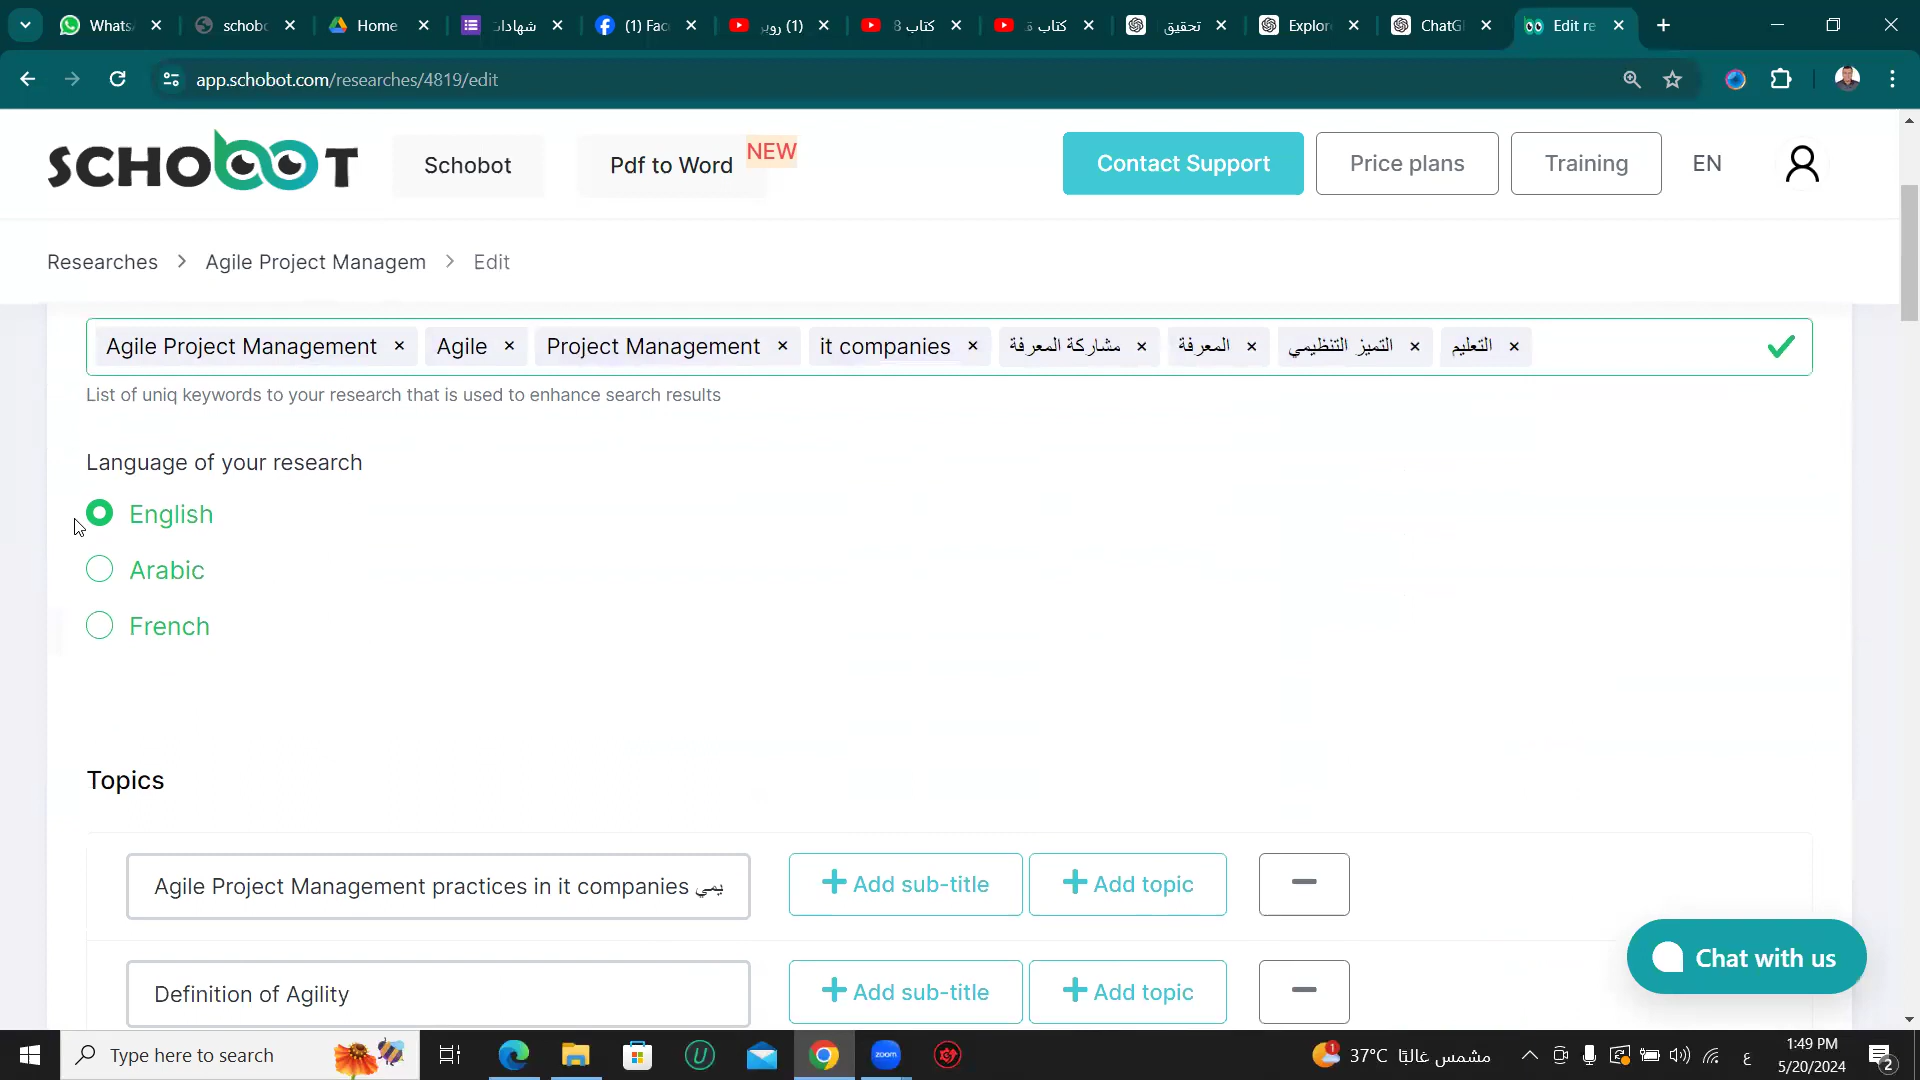 Whats
schobo
Home
شهادات
(1) Fac
(1) روبر
كتاب 8
كتاب ة
تحقيق
Explor
ChatG
Edit re
app.schobot.com/researches/4819/edit
SCHOBOT
Schobot
Pdf to Word
NEW
Contact Support
Price plans
Training
EN
Researches > Agile Project Managem > Edit
Agile Project Management × Agile × Project Management × it companies × مشاركة المعرفة × المعرفة × التميز التنظيمي × التعليم ×
List of uniq keywords to your research that is used to enhance search results
Language of your research
English
Arabic
French
Topics
Agile Project Management practices in it companies يمي
Add sub-title
Add topic
Definition of Agility
Add sub-title
Add topic
Chat with us
Type here to search
zoom
37°C مشمس غالبًا
ع
1:49 PM
5/20/2024
2